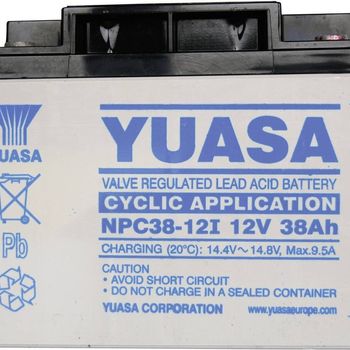 YUASA
YUASA
VALVE REGULATED LEAD ACID BATTERY
CYCLIC APPLICATION
NPC38-12I 12V 38Ah
CHARGING (20°C): 14.4V～14.8V, Max.9.5A
Pb
CAUTION
• AVOID SHORT CIRCUIT
• DO NOT CHARGE IN A SEALED CONTAINER
YUASA CORPORATION www.yuasaeurope.com